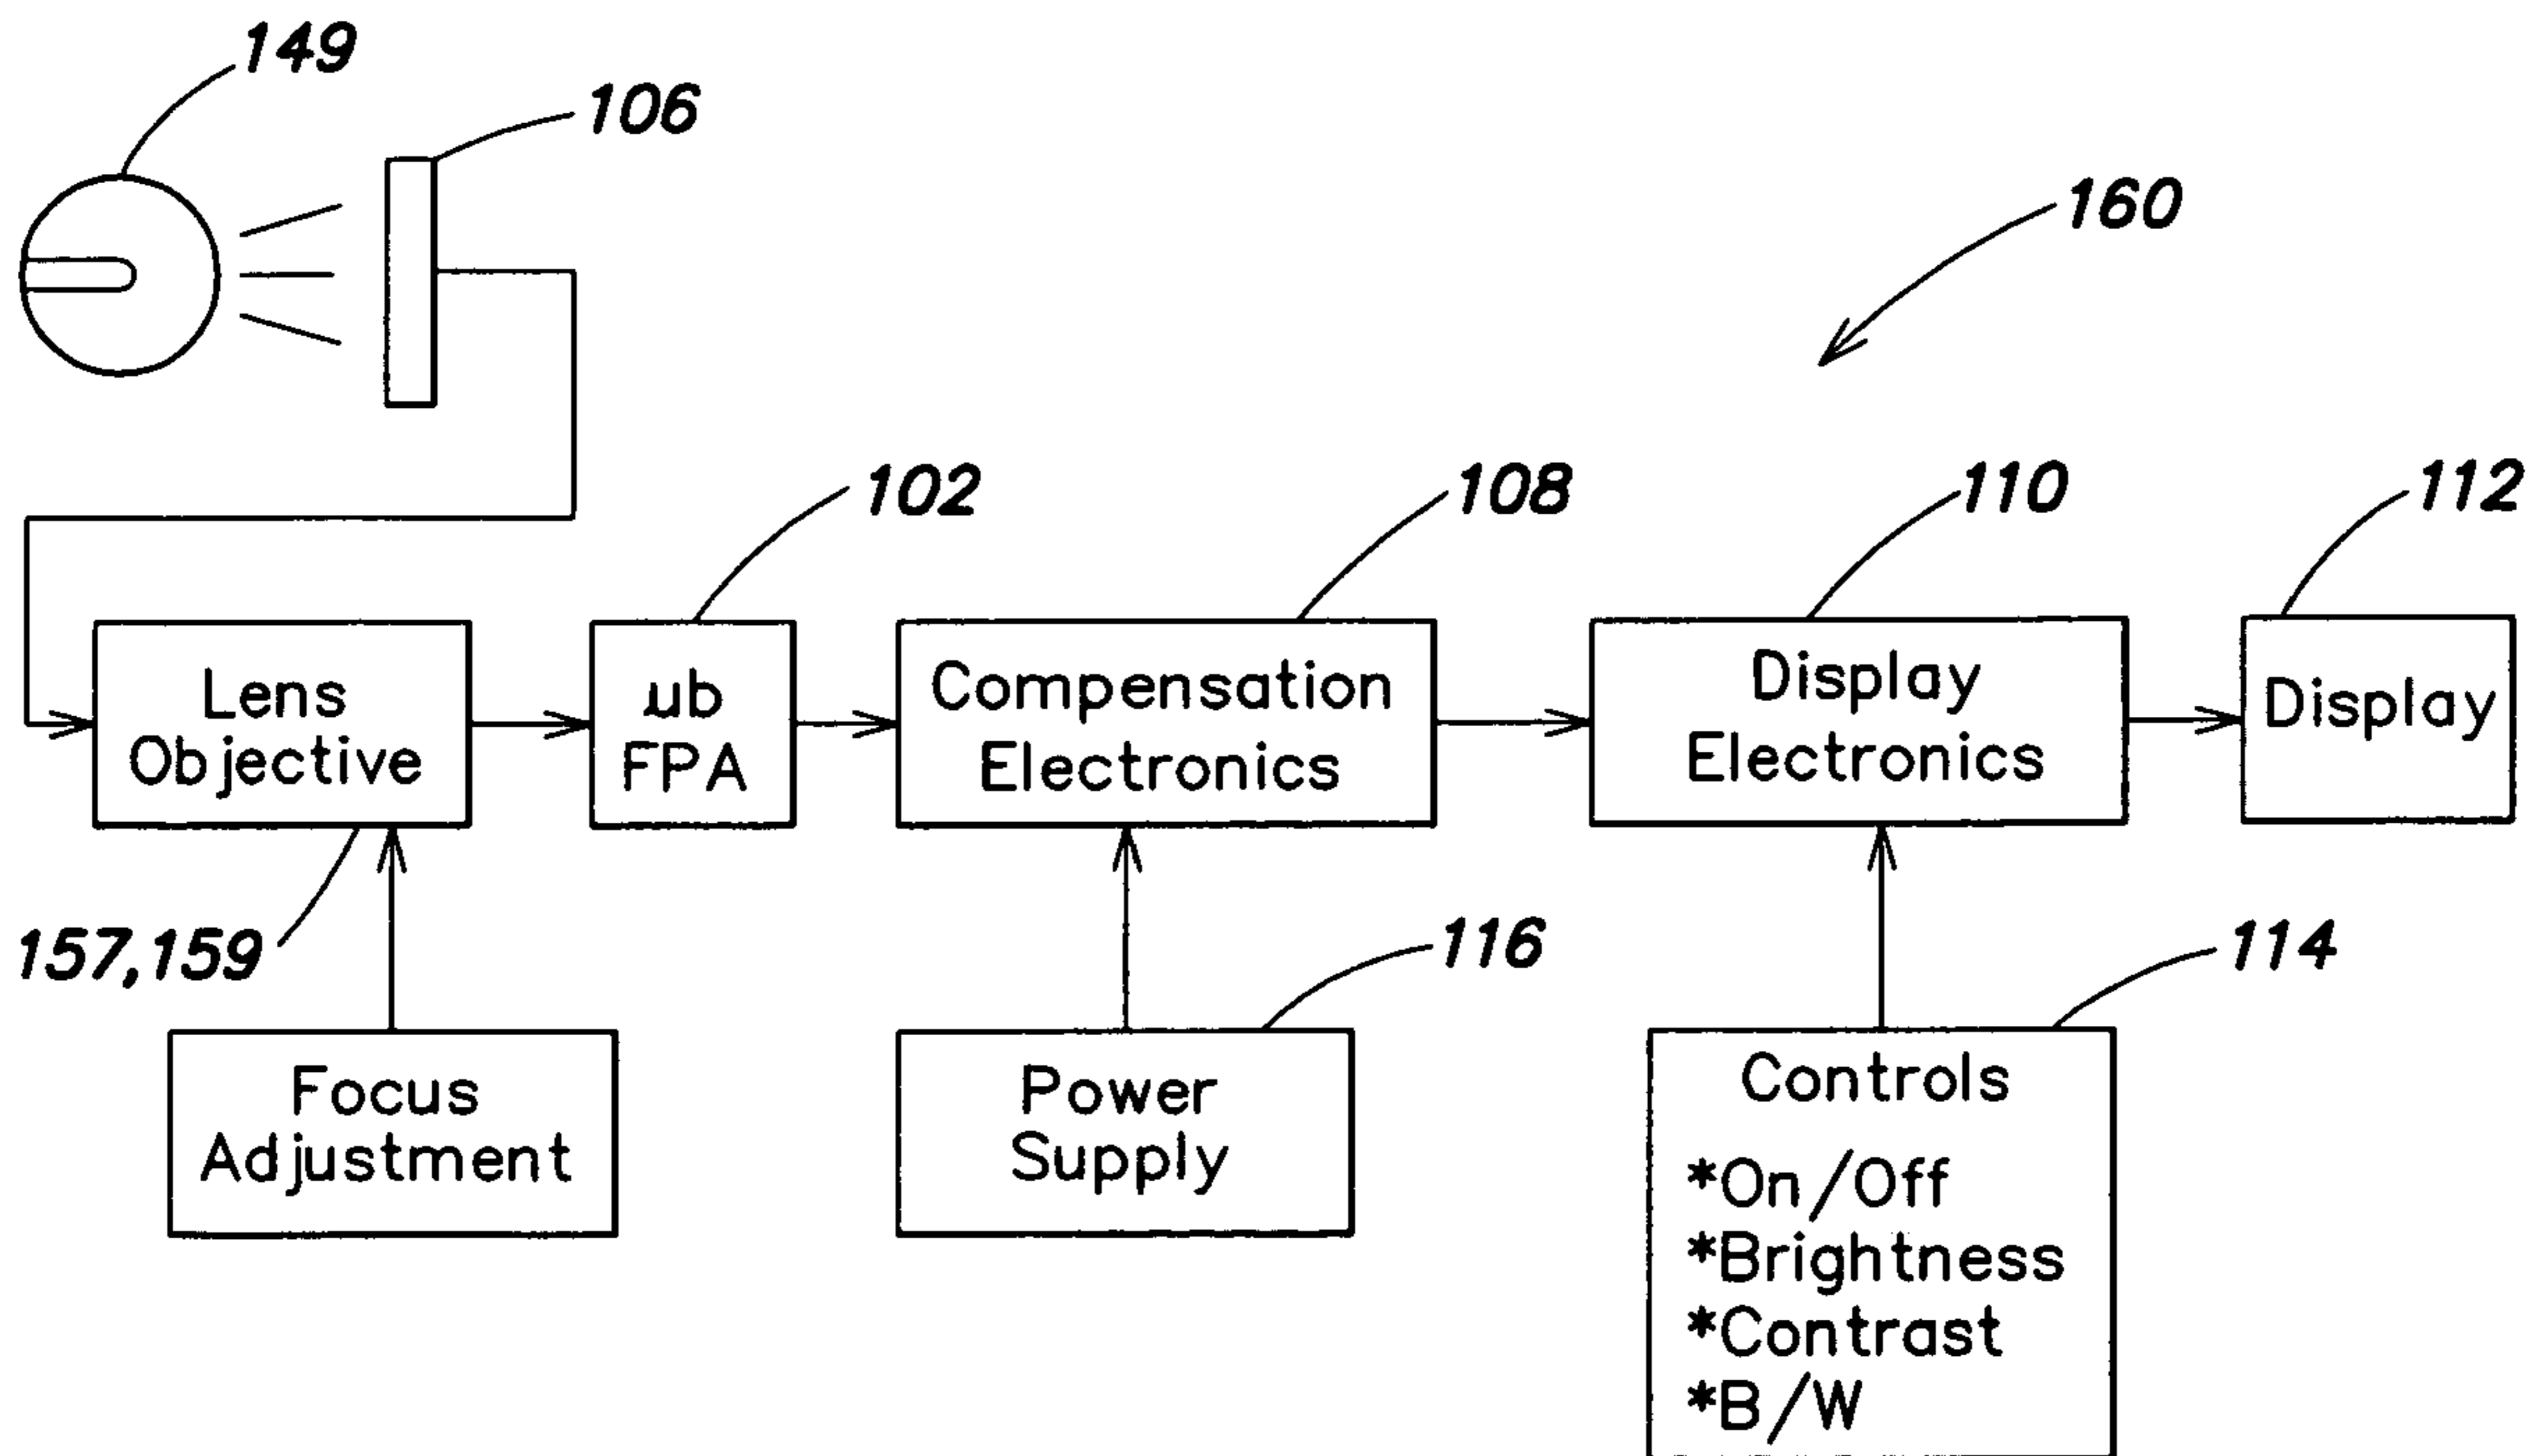 149
106
160
102
108
110
112
Lens
Objective
μb
FPA
Compensation
Electronics
Display
Electronics
Display
157,159
116
114
Focus
Adjustment
Power
Supply
Controls
*On/Off
*Brightness
*Contrast
*B/W